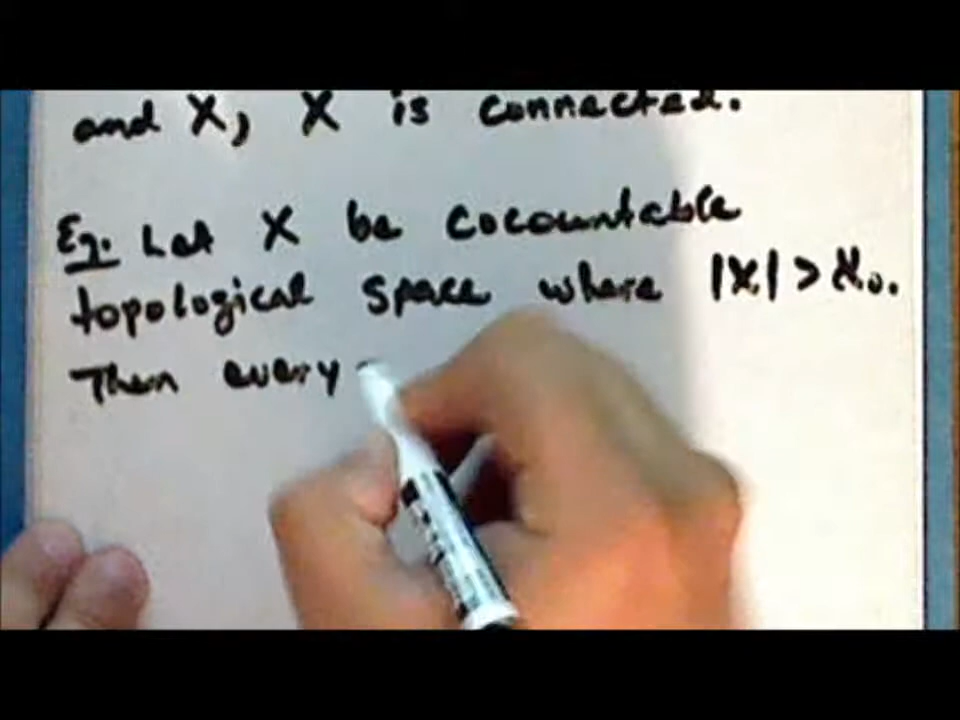 and X, X is connected.
Eg. Let X be cocountable
topological space where |X| > ℵ₀.
Then every